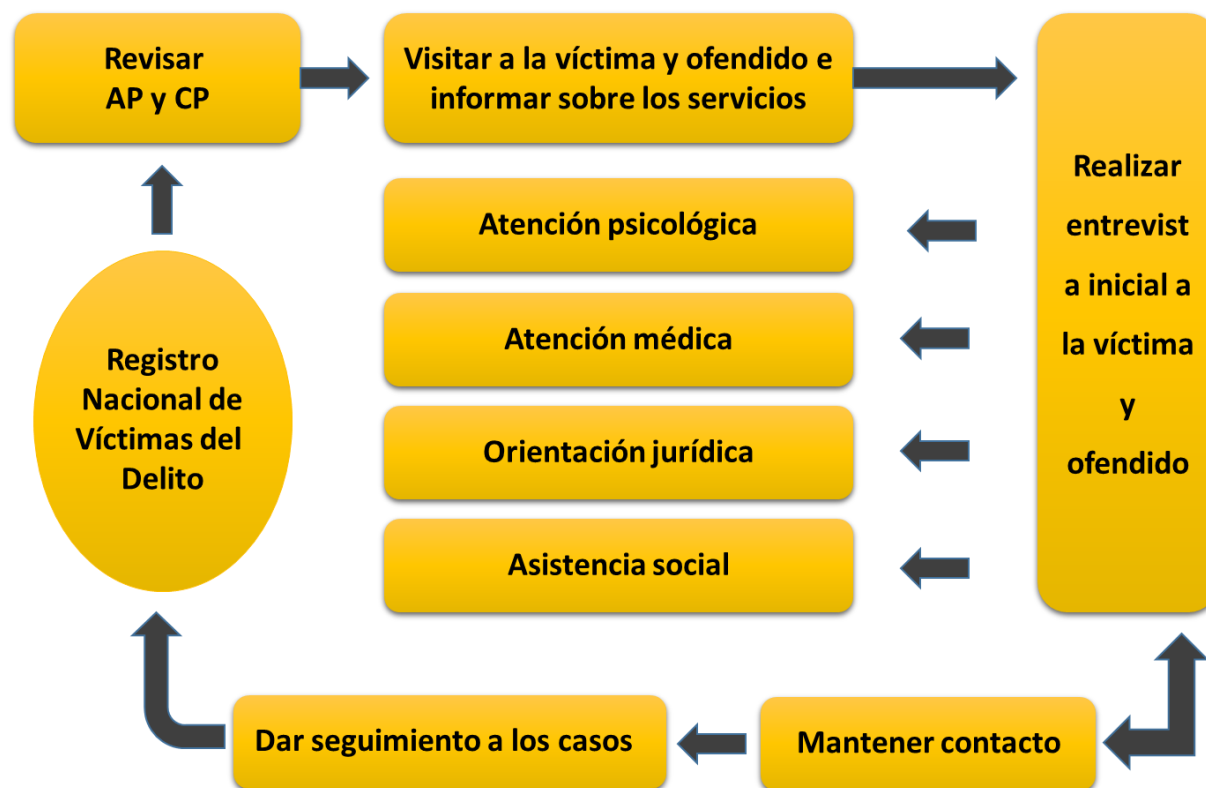 Revisar
AP y CP
Visitar a la víctima y ofendido e
informar sobre los servicios
Realizar
entrevist
a inicial a
la víctima
y
ofendido
Atención psicológica
Atención médica
Orientación jurídica
Asistencia social
Registro
Nacional de
Víctimas del
Delito
Dar seguimiento a los casos
Mantener contacto